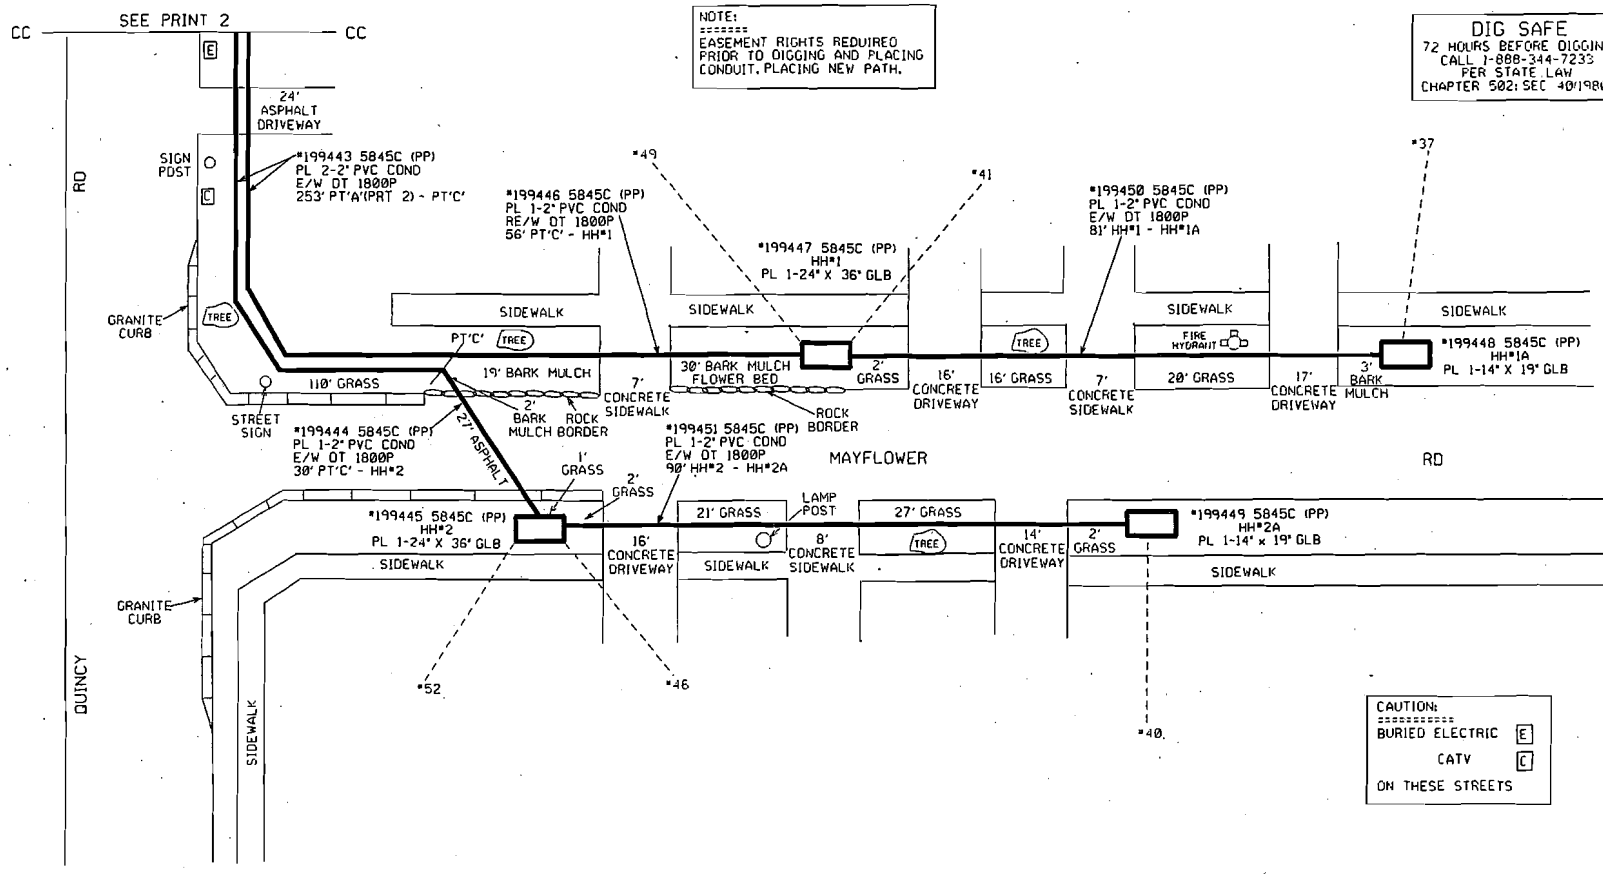 SEE PRINT 2
CC
CC
NOTE:
=======
EASEMENT RIGHTS REQUIRED
PRIOR TO DIGGING AND PLACING
CONDUIT. PLACING NEW PATH.
DIG SAFE
72 HOURS BEFORE DIGGIN
CALL 1-888-344-7233
PER STATE LAW
CHAPTER 502: SEC 40/198
E
24'
ASPHALT
DRIVEWAY
SIGN
POST
C
RD
#199443 5845C (PP)
PL 2-2" PVC COND
E/W DT 1800P
253' PT'A'(PRT 2) - PT'C'
#49
#199446 5845C (PP)
PL 1-2" PVC COND
RE/W DT 1800P
56' PT'C' - HH#1
#41
#199447 5845C (PP)
HH#1
PL 1-24" X 36" GLB
#199450 5845C (PP)
PL 1-2" PVC COND
E/W DT 1800P
81' HH#1 - HH#1A
#37
SIDEWALK
SIDEWALK
SIDEWALK
SIDEWALK
GRANITE
CURB
TREE
PT'C'
TREE
TREE
FIRE
HYDRANT
#199448 5845C (PP)
HH#1A
PL 1-14" X 19" GLB
110' GRASS
19' BARK MULCH
30' BARK MULCH
FLOWER BED
2'
GRASS
16'
CONCRETE
DRIVEWAY
16' GRASS
7'
CONCRETE
SIDEWALK
20' GRASS
17'
CONCRETE
DRIVEWAY
3'
BARK
MULCH
7'
CONCRETE
SIDEWALK
STREET
SIGN
2'
BARK
MULCH
ROCK
BORDER
ROCK
BORDER
#199444 5845C (PP)
PL 1-2" PVC COND
E/W DT 1800P
30' PT'C' - HH#2
27' ASPHALT
1'
GRASS
2'
GRASS
#199451 5845C (PP)
PL 1-2" PVC COND
E/W DT 1800P
90' HH#2 - HH#2A
MAYFLOWER
RD
#199445 5845C (PP)
HH#2
PL 1-24" X 36" GLB
SIDEWALK
16'
CONCRETE
DRIVEWAY
21' GRASS
LAMP
POST
SIDEWALK
8'
CONCRETE
SIDEWALK
27' GRASS
TREE
14'
CONCRETE
DRIVEWAY
2'
GRASS
#199449 5845C (PP)
HH#2A
PL 1-14" X 19" GLB
SIDEWALK
GRANITE
CURB
QUINCY
SIDEWALK
#52
#46
#40
CAUTION:
===========
BURIED ELECTRIC E
CATV C
ON THESE STREETS